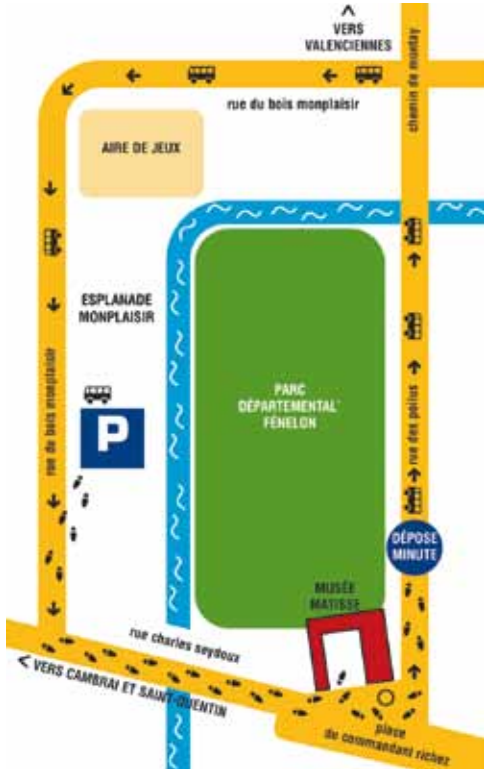 VERS
VALENCIENNES
chemin de montay
rue du bois monplaisir
AIRE DE JEUX
ESPLANADE
MONPLAISIR
rue du bois monplaisir
P
PARC
DÉPARTEMENTAL
FÉNELON
rue des poilus
DÉPOSE
MINUTE
MUSÉE
MATISSE
rue charles seydoux
< VERS CAMBRAI ET SAINT-QUENTIN
place
du commandant richez